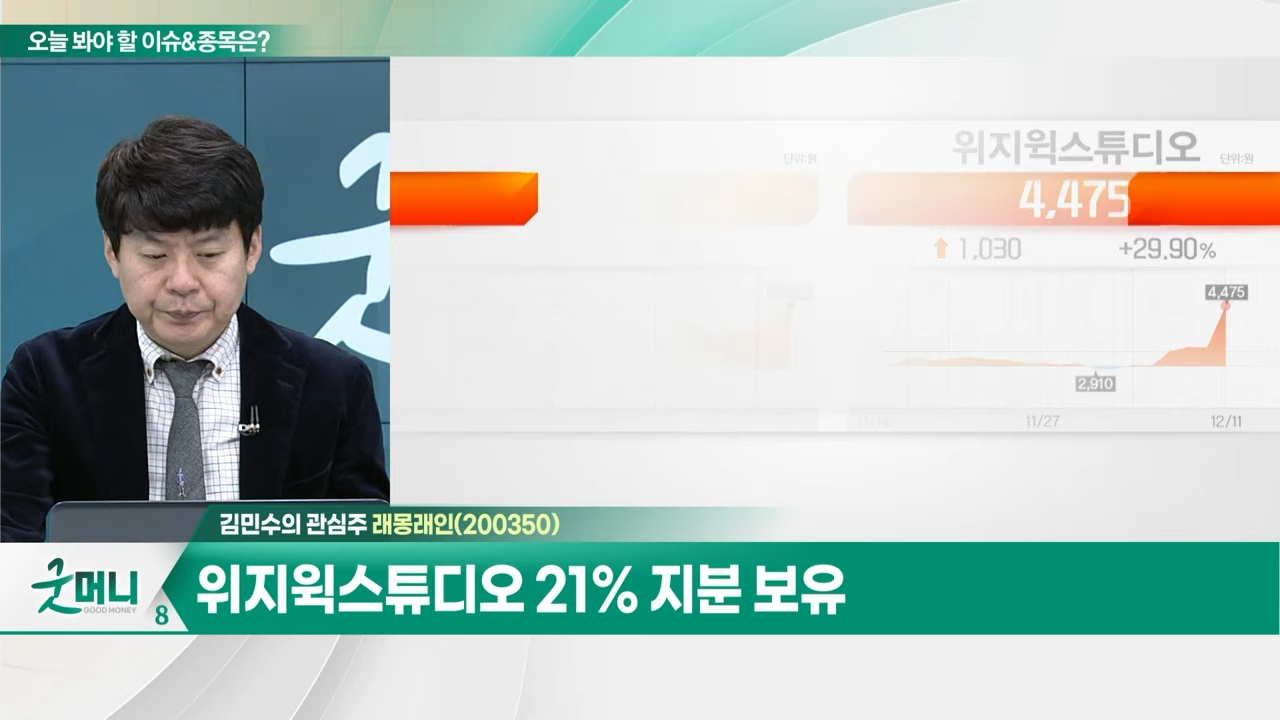 오늘 봐야 할 이슈&종목은?
단위:원
위지윅스튜디오
단위:원
4,475
1,030
+29.90%
4,475
2,910
11/27
12/11
김민수의 관심주 래몽래인(200350)
굿머니
GOOD MONEY
8
위지윅스튜디오 21% 지분 보유